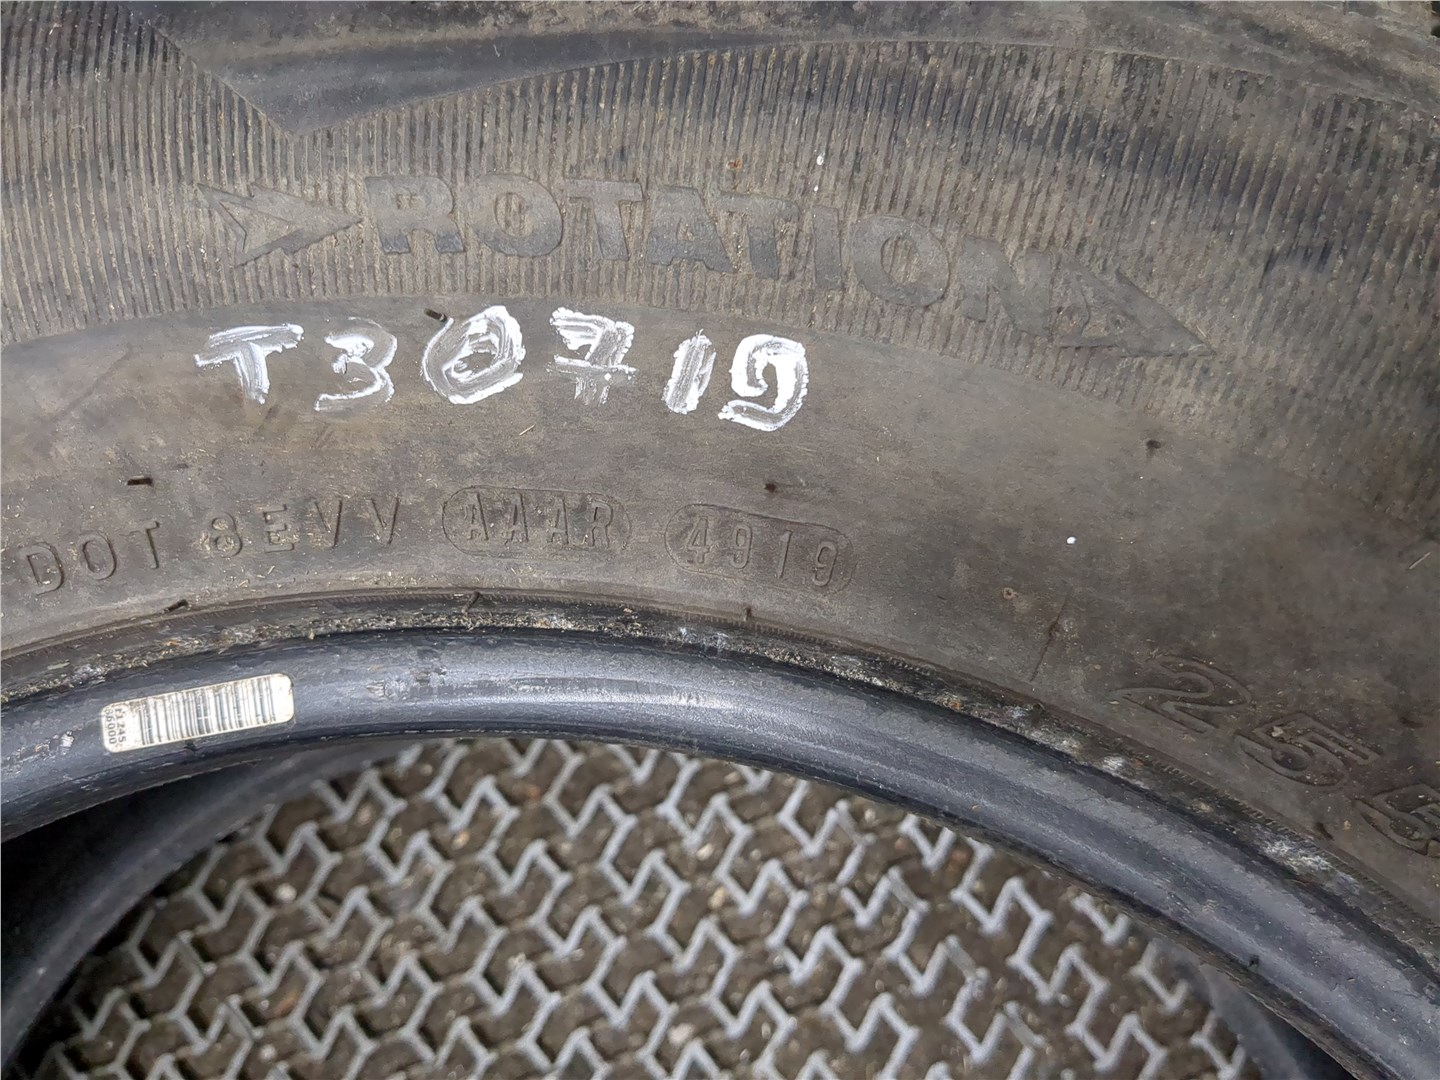 ROTATION
T30719
DOT 8EVV AAAR 4919
255